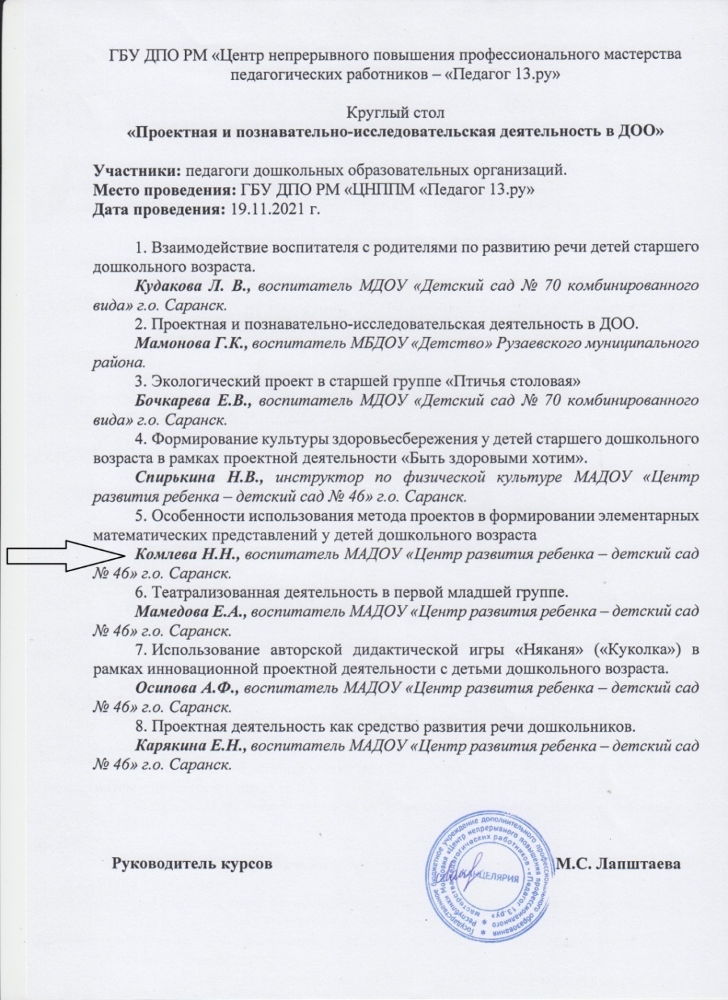 ГБУ ДПО РМ «Центр непрерывного повышения профессионального мастерства
педагогических работников – «Педагог 13.ру»
Круглый стол
«Проектная и познавательно-исследовательская деятельность в ДОО»
Участники: педагоги дошкольных образовательных организаций.
Место проведения: ГБУ ДПО РМ «ЦНППМ «Педагог 13.ру»
Дата проведения: 19.11.2021 г.
1. Взаимодействие воспитателя с родителями по развитию речи детей старшего
дошкольного возраста.
Кудакова Л. В., воспитатель МДОУ «Детский сад № 70 комбинированного
вида» г.о. Саранск.
2. Проектная и познавательно-исследовательская деятельность в ДОО.
Мамонова Г.К., воспитатель МБДОУ «Детство» Рузаевского муниципального
района.
3. Экологический проект в старшей группе «Птичья столовая»
Бочкарева Е.В., воспитатель МДОУ «Детский сад № 70 комбинированного
вида» г.о. Саранск.
4. Формирование культуры здоровьесбережения у детей старшего дошкольного
возраста в рамках проектной деятельности «Быть здоровыми хотим».
Спирькина Н.В., инструктор по физической культуре МАДОУ «Центр
развития ребенка – детский сад № 46» г.о. Саранск.
5. Особенности использования метода проектов в формировании элементарных
математических представлений у детей дошкольного возраста
Комлева Н.Н., воспитатель МАДОУ «Центр развития ребенка – детский сад
№ 46» г.о. Саранск.
6. Театрализованная деятельность в первой младшей группе.
Мамедова Е.А., воспитатель МАДОУ «Центр развития ребенка – детский сад
№ 46» г.о. Саранск.
7. Использование авторской дидактической игры «Няканя» («Куколка») в
рамках инновационной проектной деятельности с детьми дошкольного возраста.
Осипова А.Ф., воспитатель МАДОУ «Центр развития ребенка – детский сад
№ 46» г.о. Саранск.
8. Проектная деятельность как средство развития речи дошкольников.
Карякина Е.Н., воспитатель МАДОУ «Центр развития ребенка – детский сад
№ 46» г.о. Саранск.
Руководитель курсов М.С. Лапштаева
Государственное бюджетное учреждение дополнительного профессионального образования
Республики Мордовия «Центр непрерывного повышения профессионального
мастерства педагогических работников - «Педагог 13.ру»
КАНЦЕЛЯРИЯ